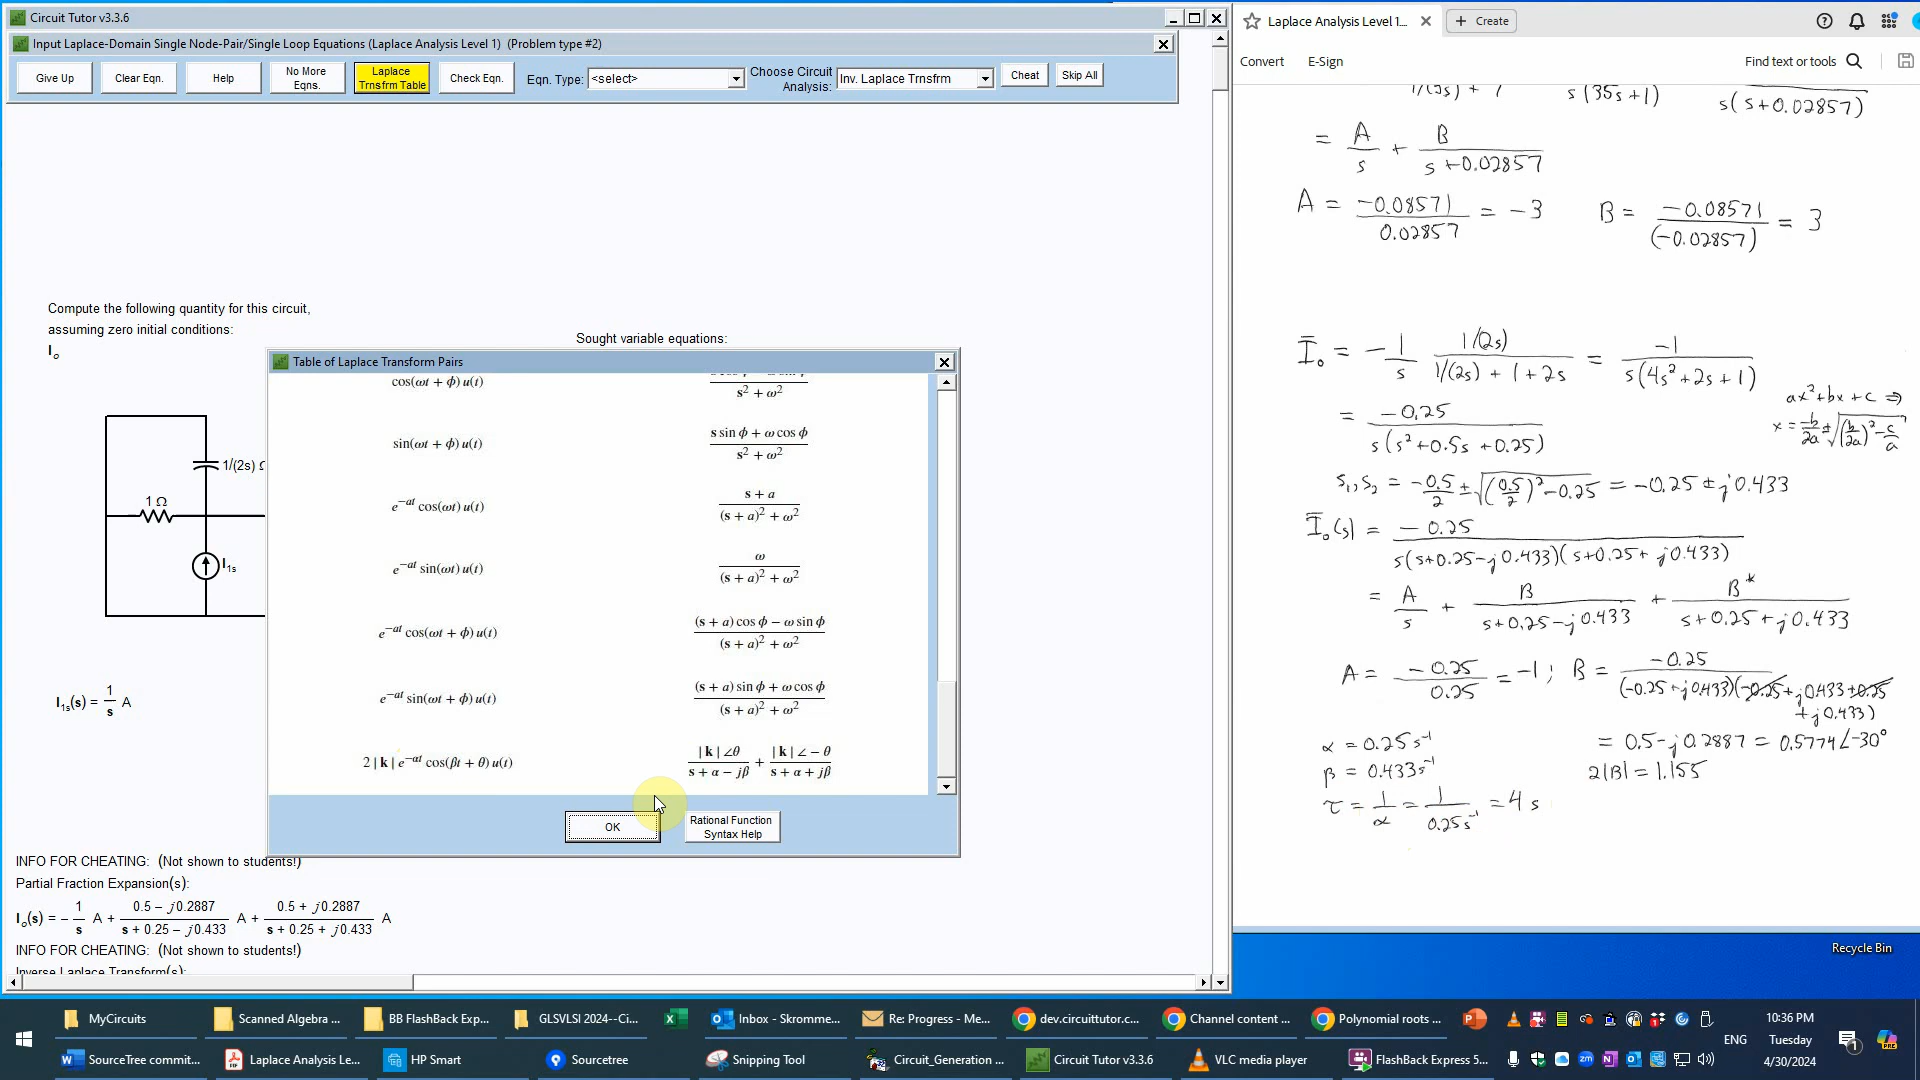 Circuit Tutor v3.3.6
Input Laplace-Domain Single Node-Pair/Single Loop Equations (Laplace Analysis Level 1) (Problem type #2)
Give Up
Clear Eqn.
Help
No More
Eqns.
Laplace
Trnsfrm Table
Check Eqn.
Eqn. Type: <select>
Choose Circuit
Analysis: Inv. Laplace Trnsfrm
Cheat
Skip All
Compute the following quantity for this circuit,
assuming zero initial conditions:
Io
Sought variable equations:
1/(2s) Ω
1 Ω
I1s
I1s(s) = 1/s A
Table of Laplace Transform Pairs
cos(ωt + ϕ) u(t)
s² + ω²
sin(ωt + ϕ) u(t) (s sin ϕ + ω cos ϕ)/(s² + ω²)
e^−at cos(ωt) u(t) (s + a)/((s + a)² + ω²)
e^−at sin(ωt) u(t) ω/((s + a)² + ω²)
e^−at cos(ωt + ϕ) u(t) ((s + a) cos ϕ − ω sin ϕ)/((s + a)² + ω²)
e^−at sin(ωt + ϕ) u(t) ((s + a) sin ϕ + ω cos ϕ)/((s + a)² + ω²)
2 | k | e^−at cos(βt + θ) u(t) | k | ∠θ/(s + α − jβ) + | k | ∠ − θ/(s + α + jβ)
OK
Rational Function
Syntax Help
INFO FOR CHEATING: (Not shown to students!)
Partial Fraction Expansion(s):
Io(s) = − 1/s A + (0.5 − j0.2887)/(s + 0.25 − j0.433) A + (0.5 + j0.2887)/(s + 0.25 + j0.433) A
INFO FOR CHEATING: (Not shown to students!)
Inverse Laplace Transform(s):
Laplace Analysis Level 1...
Create
Convert
E-Sign
Find text or tools
s(35s+1)
s(s+0.02857)
= A/s + B/(s+0.02857)
A = −0.08571/0.02857 = −3 B = −0.08571/(−0.02857) = 3
Io = −1/s (1/(2s))/(1/(2s) + 1 + 2s) = −1/(s(4s²+2s+1))
ax²+bx+c ⇒
x = −b/2a ± √((b/2a)² − c/a)
= −0.25/(s(s²+0.5s+0.25))
s1, s2 = −0.5/2 ± √((0.5/2)² − 0.25) = −0.25 ± j0.433
Io(s) = −0.25/(s(s+0.25−j0.433)(s+0.25+j0.433))
= A/s + B/(s+0.25−j0.433) + B*/(s+0.25+j0.433)
A = −0.25/0.25 = −1; B = −0.25/((−0.25+j0.433)(−0.25+j0.433+0.25+j0.433))
α = 0.25 s⁻¹
= 0.5−j0.2887 = 0.5774∠−30°
β = 0.433 s⁻¹
2|B| = 1.155
τ = 1/α = 1/0.25s⁻¹ = 4 s
Recycle Bin
MyCircuits
Scanned Algebra ...
BB FlashBack Exp...
GLSVLSI 2024--Ci...
Inbox - Skromme...
Re: Progress - Me...
dev.circuittutor.c...
Channel content ...
Polynomial roots ...
10:36 PM
SourceTree commit...
Laplace Analysis Le...
HP Smart
Sourcetree
Snipping Tool
Circuit_Generation ...
Circuit Tutor v3.3.6
VLC media player
FlashBack Express 5...
ENG
Tuesday
4/30/2024